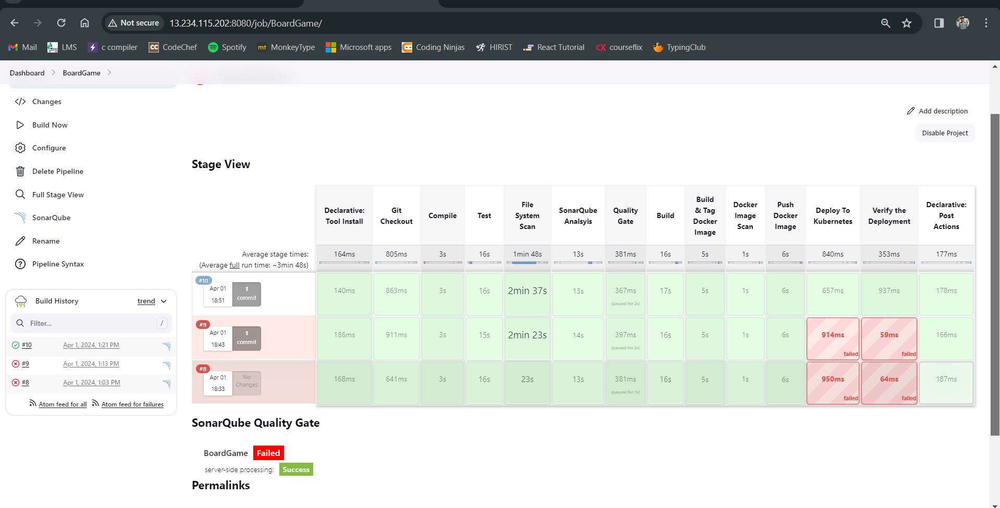 Not secure 13.234.115.202:8080/job/BoardGame/
Mail LMS c compiler CC CodeChef Spotify mt MonkeyType Microsoft apps Coding Ninjas HIRIST React Tutorial CX courseflix TypingClub
Dashboard BoardGame
Changes
Build Now
Configure
Delete Pipeline
Full Stage View
SonarQube
Rename
Pipeline Syntax
Build History trend
Filter... /
#10 Apr 1, 2024, 1:21 PM
#9 Apr 1, 2024, 1:13 PM
#8 Apr 1, 2024, 1:03 PM
Atom feed for all Atom feed for failures
Add description
Disable Project
Stage View
Declarative: Tool Install
Git Checkout
Compile
Test
File System Scan
SonarQube Analsyis
Quality Gate
Build
Build & Tag Docker Image
Docker Image Scan
Push Docker Image
Deploy To Kubernetes
Verify the Deployment
Declarative: Post Actions
Average stage times:
(Average full run time: ~3min 48s)
164ms 805ms 3s 16s 1min 48s 13s 381ms 16s 5s 1s 6s 840ms 353ms 177ms
#10
Apr 01
18:51
1
commit
140ms 863ms 3s 16s 2min 37s 13s 367ms 17s 5s 1s 6s 657ms 937ms 178ms
(paused for 2s)
#9
Apr 01
18:43
1
commit
186ms 911ms 3s 15s 2min 23s 14s 397ms 16s 5s 1s 6s 914ms 59ms 166ms
(paused for 2s)
failed failed
#8
Apr 01
18:33
No
Changes
168ms 641ms 3s 16s 23s 13s 381ms 16s 5s 1s 6s 950ms 64ms 187ms
(paused for 1s)
failed failed
SonarQube Quality Gate
BoardGame Failed
server-side processing: Success
Permalinks